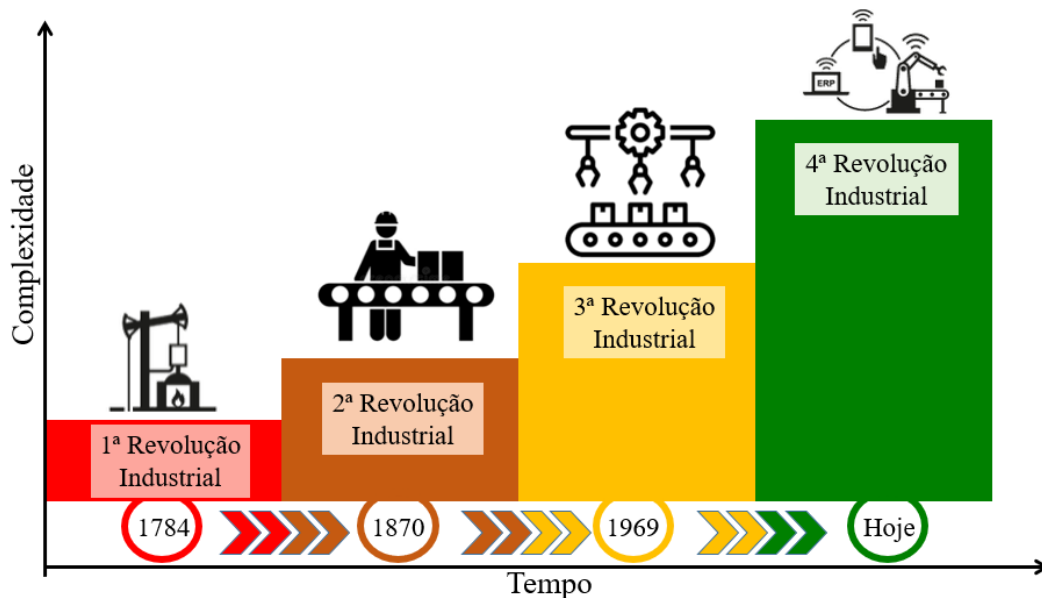 ERP
4ª Revolução
Industrial
3ª Revolução
Industrial
2ª Revolução
Industrial
1ª Revolução
Industrial
Complexidade
1784
1870
1969
Hoje
Tempo